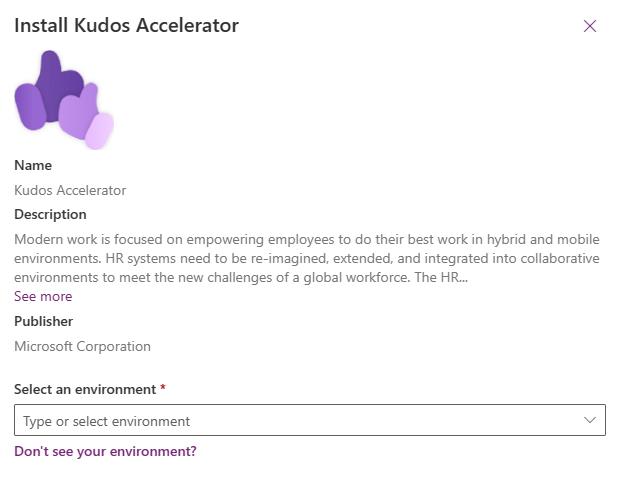 Install Kudos Accelerator
Name
Kudos Accelerator
Description
Modern work is focused on empowering employees to do their best work in hybrid and mobile
environments. HR systems need to be re-imagined, extended, and integrated into collaborative
environments to meet the new challenges of a global workforce. The HR...
See more
Publisher
Microsoft Corporation
Select an environment *
Type or select environment
Don't see your environment?